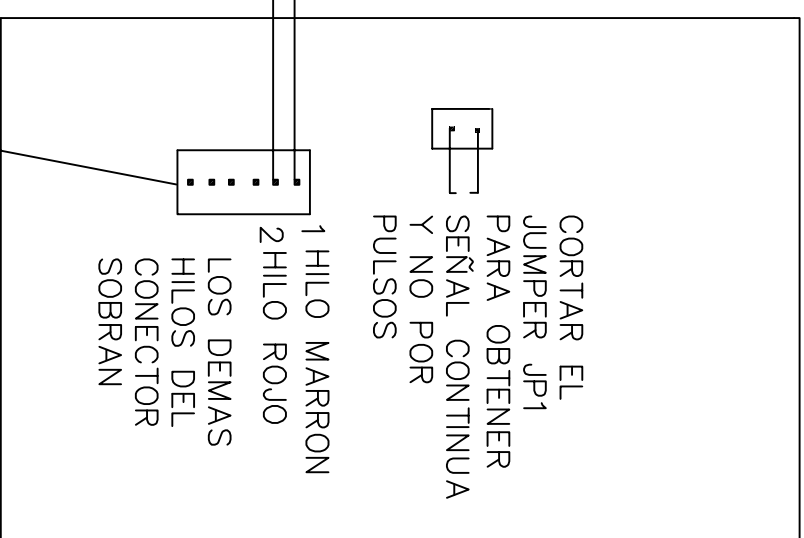 CORTAR EL
JUMPER JP1
PARA OBTENER
SEÑAL CONTINUA
Y NO POR
PULSOS
1 HILO MARRON
2 HILO ROJO
LOS DEMAS
HILOS DEL
CONECTOR
SOBRAN